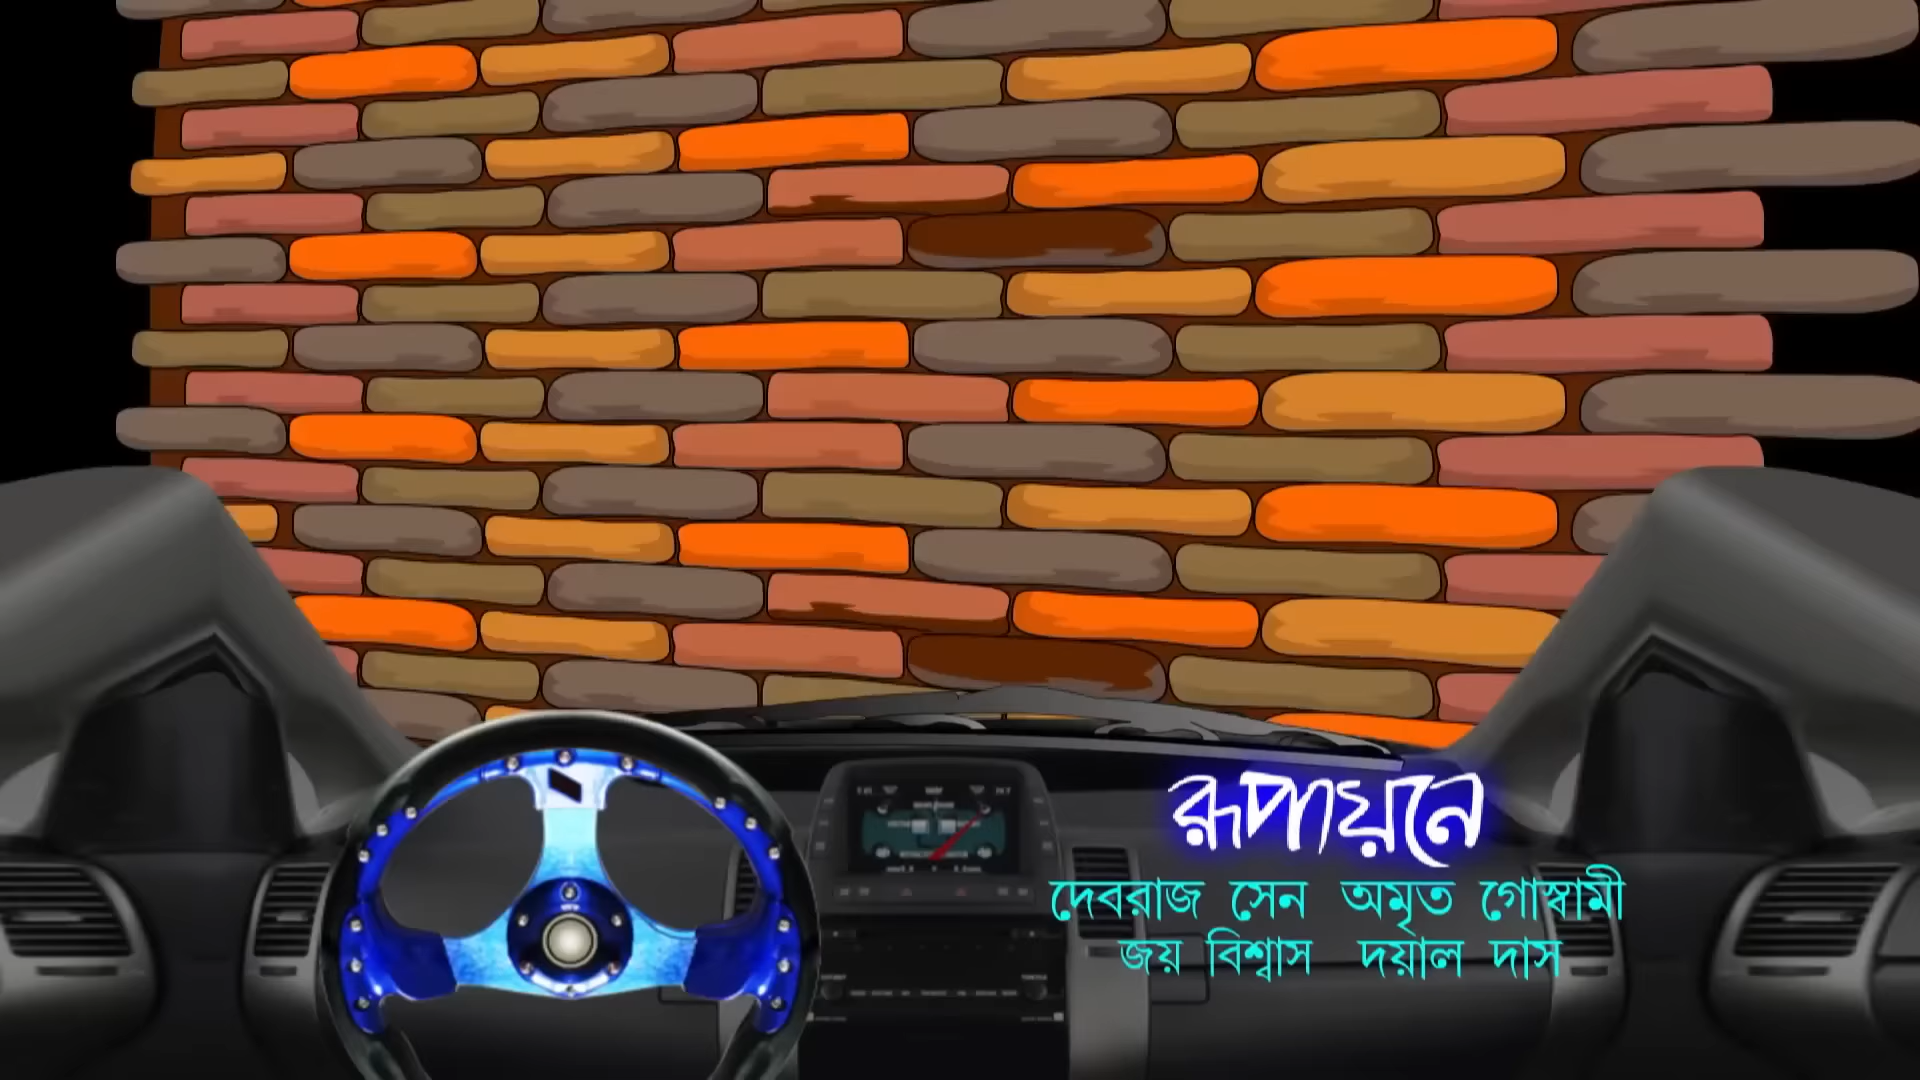 রূপায়নে
দেবরাজ সেন অমৃত গোস্বামী
জয় বিশ্বাস দয়াল দাস